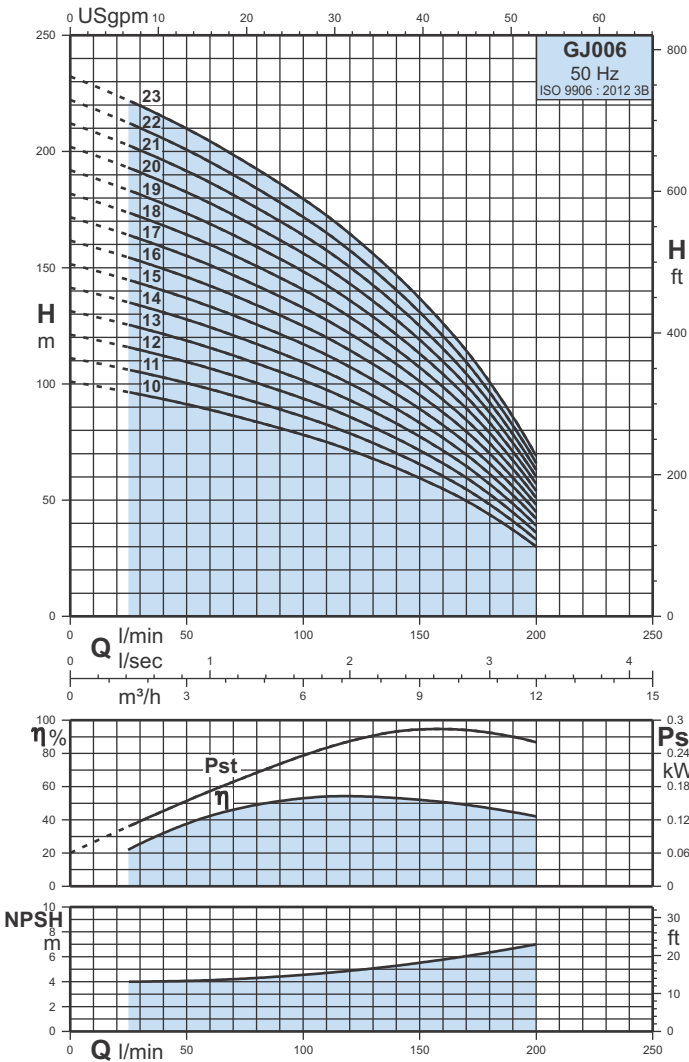 0 USgpm 10 20 30 40 50 60
250 200 150 100 50 0
H
m
GJ006
50 Hz
ISO 9906 : 2012 3B
23
22
21
20
19
18
17
16
15
14
13
12
11
10
800 600 400 200 0
H
ft
0 50 100 150 200 250
Q l/min
0 l/sec 1 2 3 4
0 3 6 9 12 15
m³/h
100 80 60 40 20 0
η %
Pst
η
0.3 0.24 0.18 0.12 0.06 0
Ps
kW
10 8 6 4 2 0
NPSH
m
30 20 10 0
ft
0 50 100 150 200 250
Q l/min